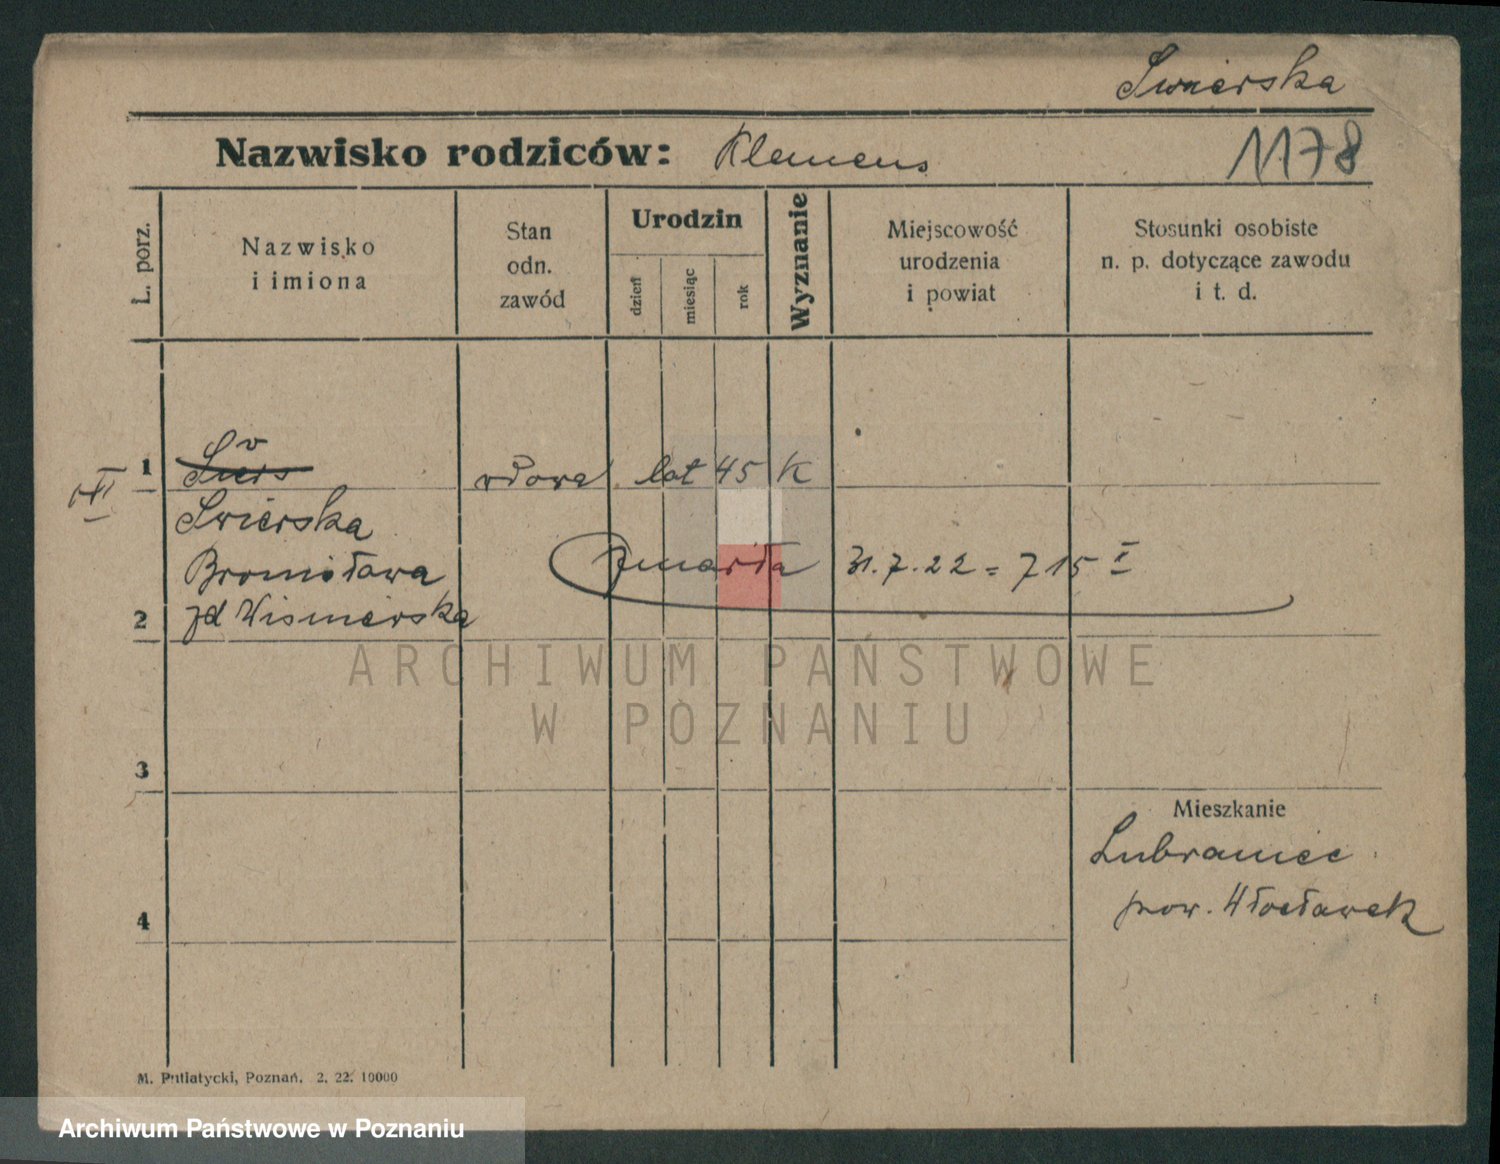 Swierska
Nazwisko rodziców: Klemens
1178
L. porz.
Nazwisko
i imiona
Stan
odn.
zawód
Urodzin
dzień
miesiąc
rok
Wyznanie
Miejscowość
urodzenia
i powiat
Stosunki osobiste
n. p. dotyczące zawodu
i t. d.
1
wdowa lat 45 K
Swierska
Bronisława
2
zd Wismierska
zmarła 31.7.22 = 715 I
ARCHIWUM PAŃSTWOWE
W POZNANIU
3
Mieszkanie
Lubraniec
pow. Włocławek
4
M. Putiatycki, Poznań. 2. 22. 10000
Archiwum Państwowe w Poznaniu